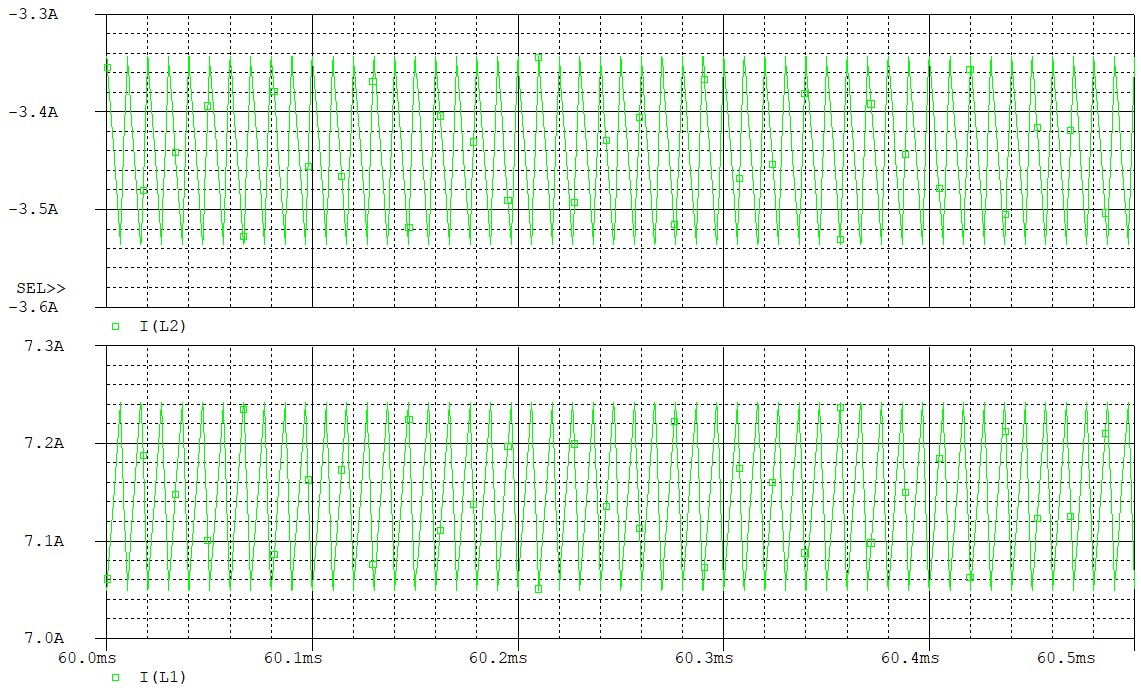 -3.3A
-3.4A
-3.5A
SEL>>
-3.6A
I(L2)
7.3A
7.2A
7.1A
7.0A
60.0ms 60.1ms 60.2ms 60.3ms 60.4ms 60.5ms
I(L1)